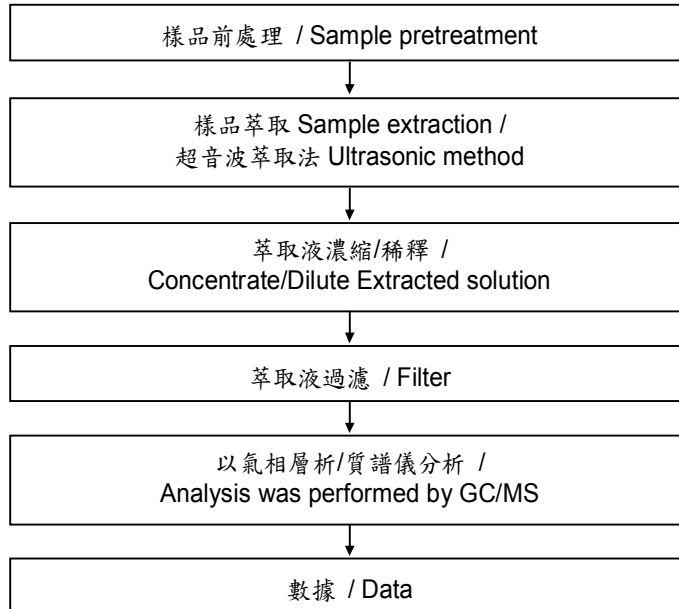 樣品前處理 / Sample pretreatment
樣品萃取 Sample extraction /
超音波萃取法 Ultrasonic method
萃取液濃縮/稀釋 /
Concentrate/Dilute Extracted solution
萃取液過濾 / Filter
以氣相層析/質譜儀分析 /
Analysis was performed by GC/MS
數據 / Data